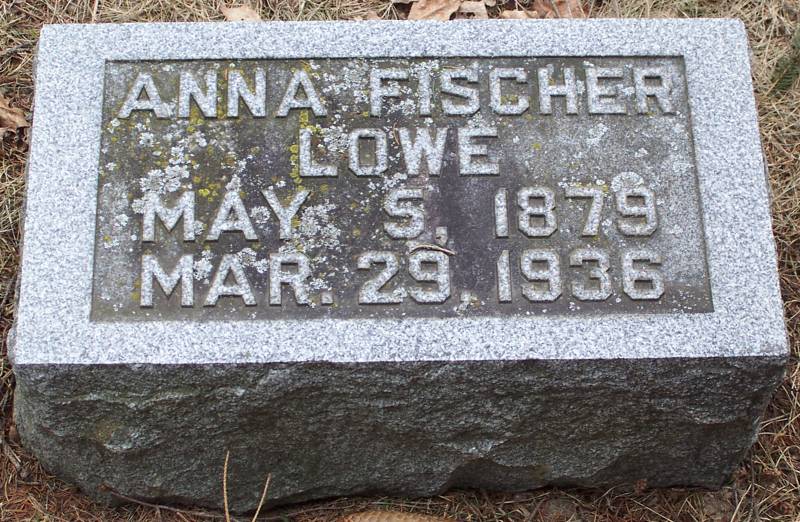 ANNA FISCHER
LOWE
MAY 5, 1879
MAR. 29, 1936